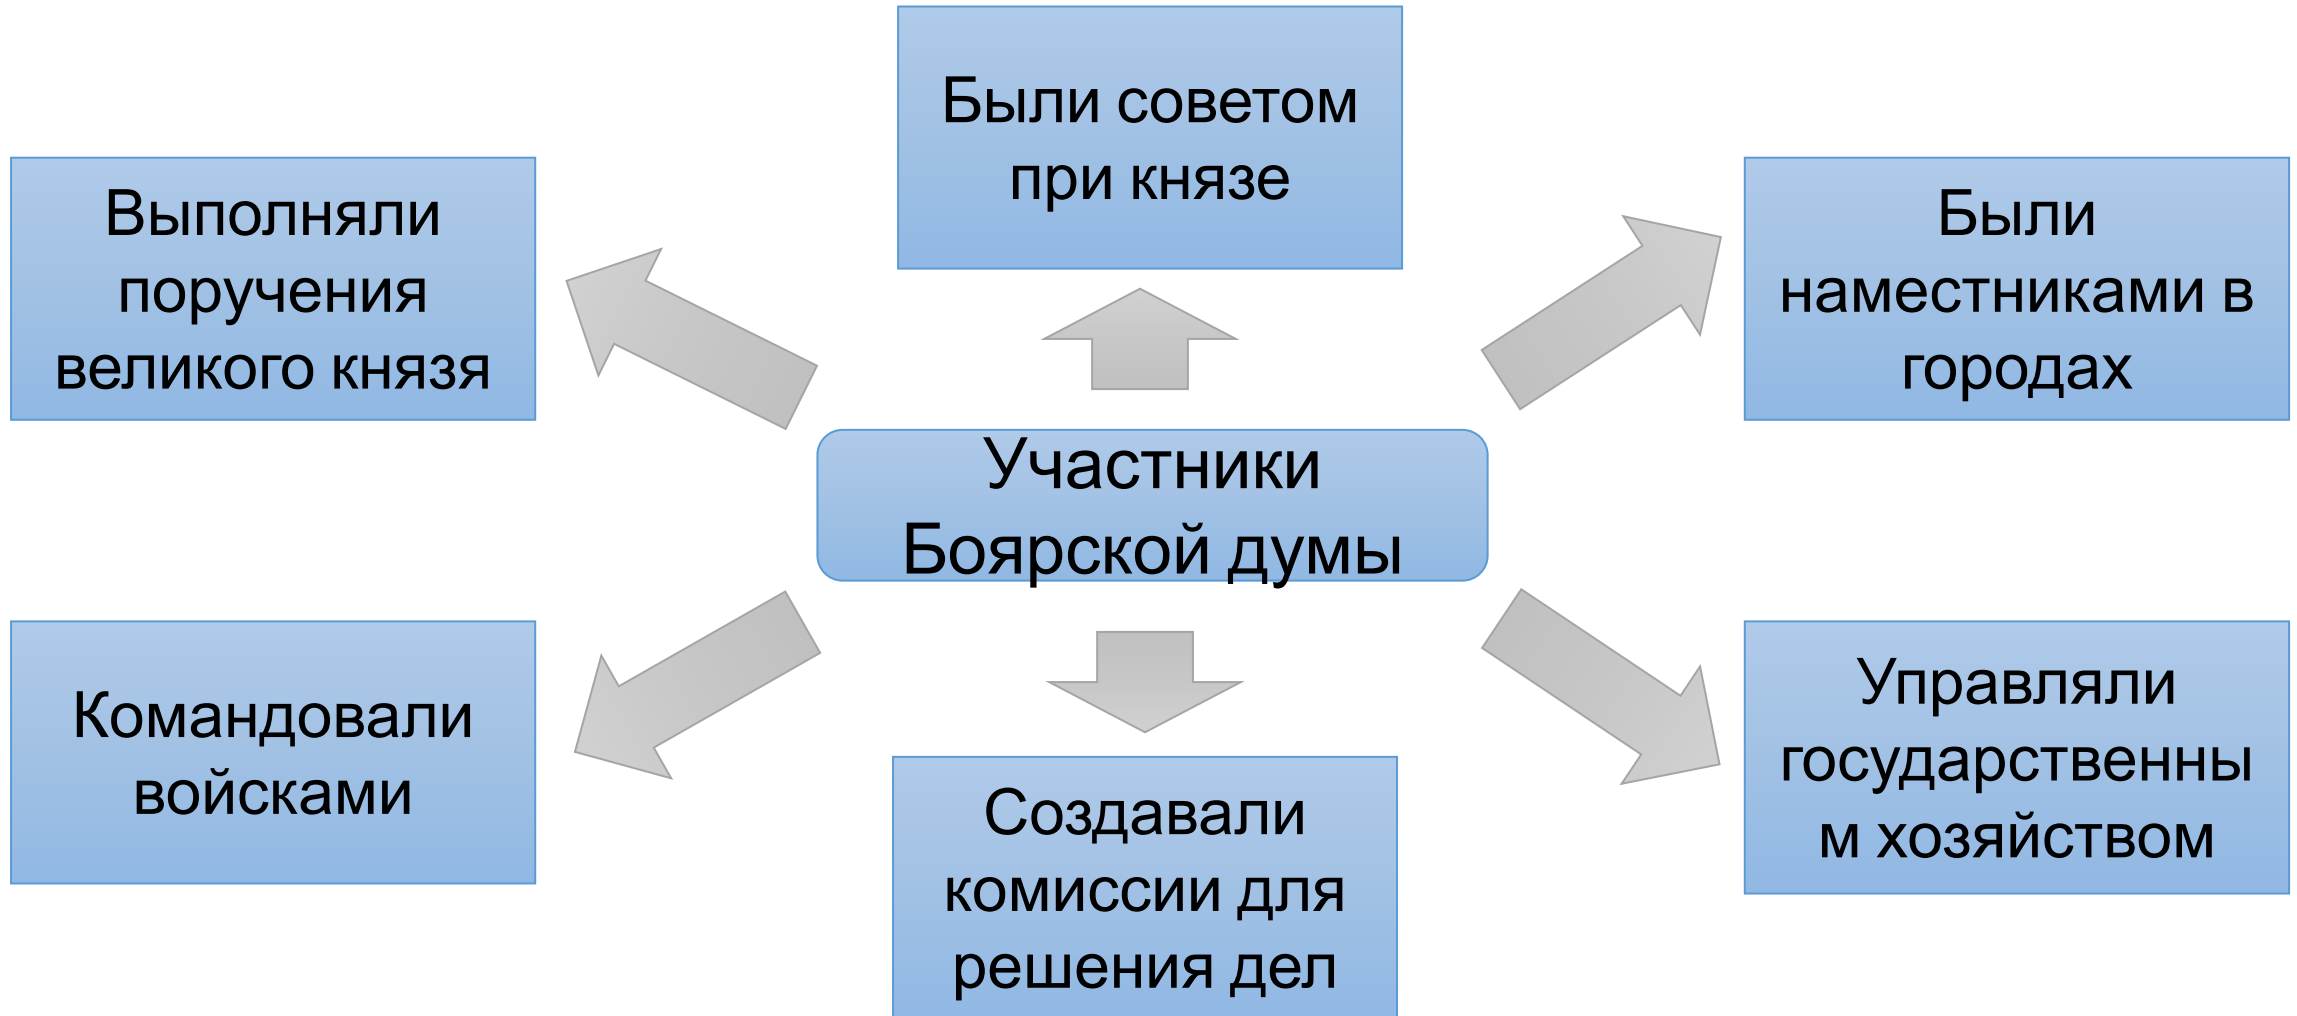 Были советом
при князе
Выполняли
поручения
великого князя
Были
наместниками в
городах
Участники
Боярской думы
Командовали
войсками
Создавали
комиссии для
решения дел
Управляли
государственны
м хозяйством